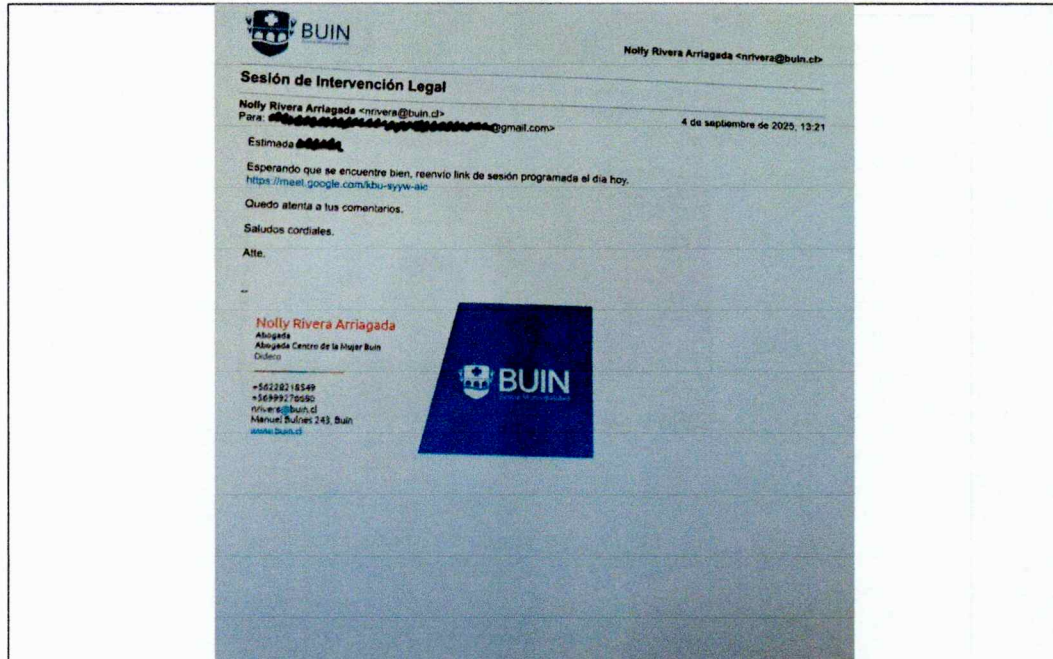 BUIN
Nolly Rivera Arriagada <nrivera@buin.cl>
Sesión de Intervención Legal
Nolly Rivera Arriagada <nrivera@buin.cl>
Para: @gmail.com>
4 de septiembre de 2025, 13:21
Estimada
Esperando que se encuentre bien, reenvío link de sesión programada el día hoy.
https://meet.google.com/kbu-syyw-aic
Quedo atenta a tus comentarios.
Saludos cordiales.
Atte.
--
Nolly Rivera Arriagada
Abogada
Abogada Centro de la Mujer Buin
Dideco
nrivera@buin.cl
Manuel Bulnes 243, Buin
www.buin.cl
BUIN